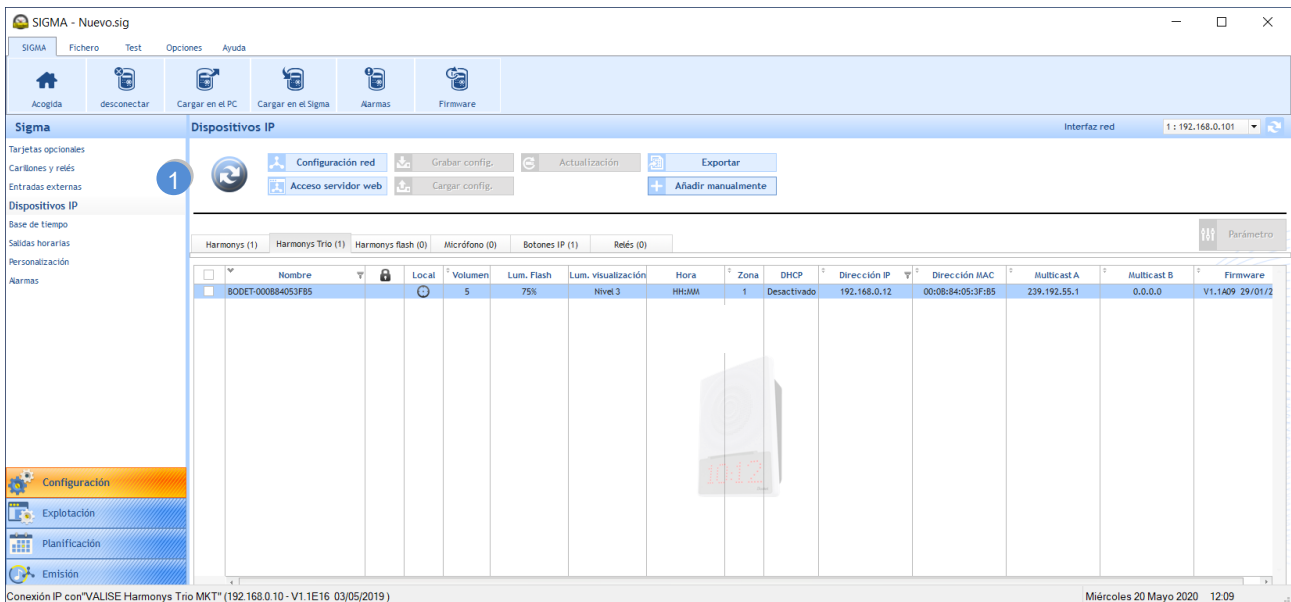 SIGMA - Nuevo.sig
SIGMA Fichero Test Opciones Ayuda
Acogida desconectar Cargar en el PC Cargar en el Sigma Alarmas Firmware
Sigma Dispositivos IP Interfaz red 1 : 192.168.0.101
Tarjetas opcionales
Carillones y relés
Entradas externas
Dispositivos IP
Base de tiempo
Salidas horarias
Personalización
Alarmas
1
Configuración red Grabar config. Actualización Exportar
Acceso servidor web Cargar config. Añadir manualmente
Parámetro
Harmonys (1) Harmonys Trio (1) Harmonys flash (0) Micrófono (0) Botones IP (1) Relés (0)
Nombre Local Volumen Lum. Flash Lum. visualización Hora Zona DHCP Dirección IP Dirección MAC Multicast A Multicast B Firmware
BODET-000B84053FB5 5 75% Nivel 3 HH:MM 1 Desactivado 192.168.0.12 00:0B:84:05:3F:B5 239.192.55.1 0.0.0.0 V1.1A09 29/01/2
10:12
Configuración
Explotación
Planificación
Emisión
Conexión IP con"VALISE Harmonys Trio MKT" (192.168.0.10 - V1.1E16 03/05/2019 ) Miércoles 20 Mayo 2020 12:09